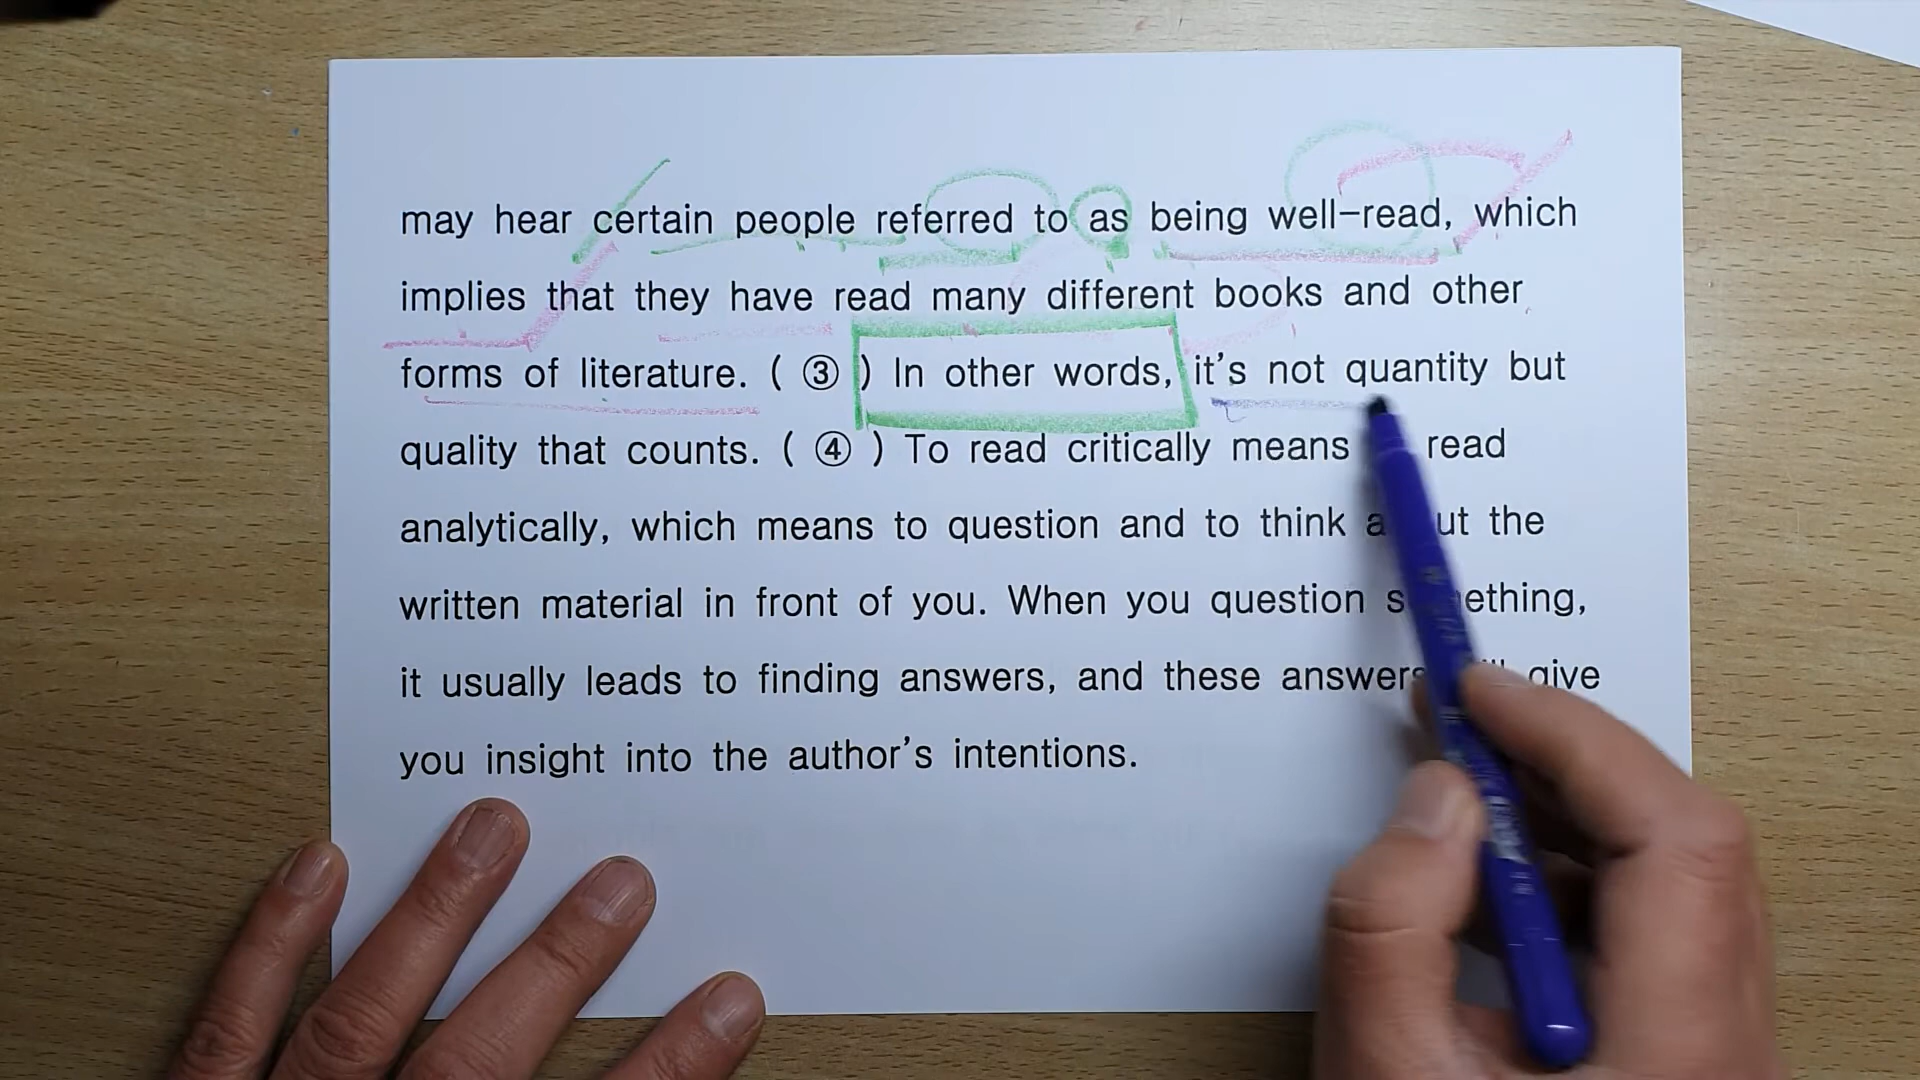 may hear certain people referred to as being well-read, which
implies that they have read many different books and other
forms of literature. ( ③ ) In other words, it's not quantity but
quality that counts. ( ④ ) To read critically means read
analytically, which means to question and to think about the
written material in front of you. When you question something,
it usually leads to finding answers, and these answers give
you insight into the author's intentions.